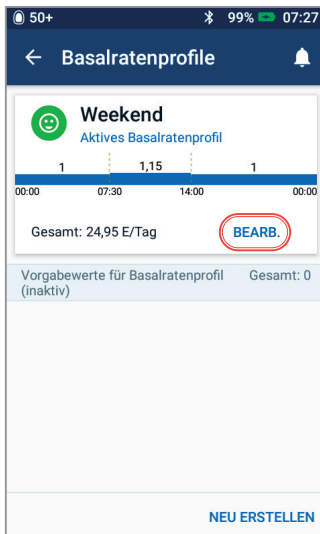 50+ 99% 07:27
Basalratenprofile
Weekend
Aktives Basalratenprofil
1 1,15 1
00:00 07:30 14:00 00:00
Gesamt: 24,95 E/Tag BEARB.
Vorgabewerte für Basalratenprofil Gesamt: 0
(inaktiv)
NEU ERSTELLEN